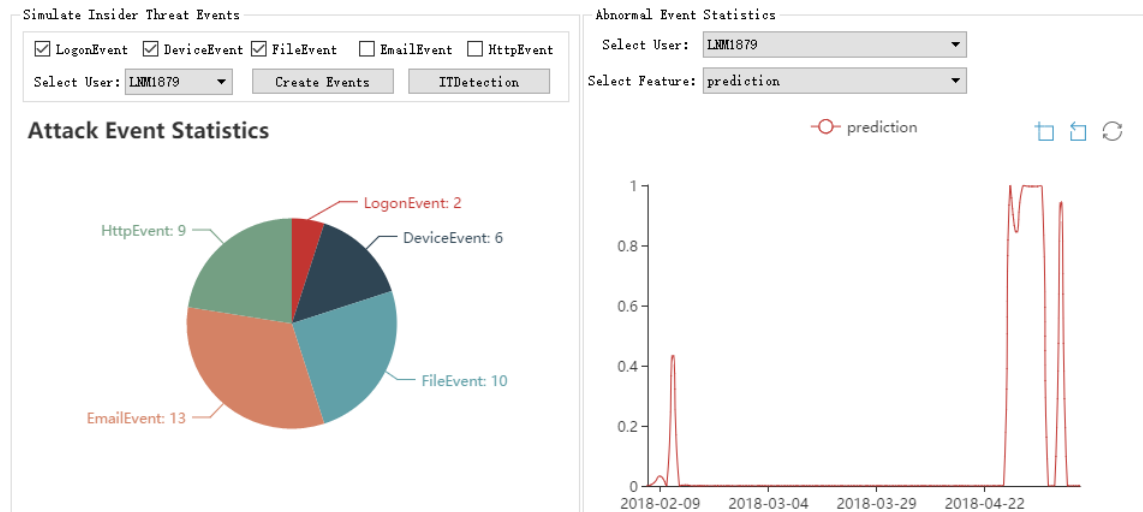 Simulate Insider Threat Events
LogonEvent DeviceEvent FileEvent EmailEvent HttpEvent
Select User: LNM1879 Create Events ITDetection
Attack Event Statistics
LogonEvent: 2
HttpEvent: 9
DeviceEvent: 6
FileEvent: 10
EmailEvent: 13
Abnormal Event Statistics
Select User: LNM1879
Select Feature: prediction
prediction
1
0.8
0.6
0.4
0.2
0
2018-02-09 2018-03-04 2018-03-29 2018-04-22